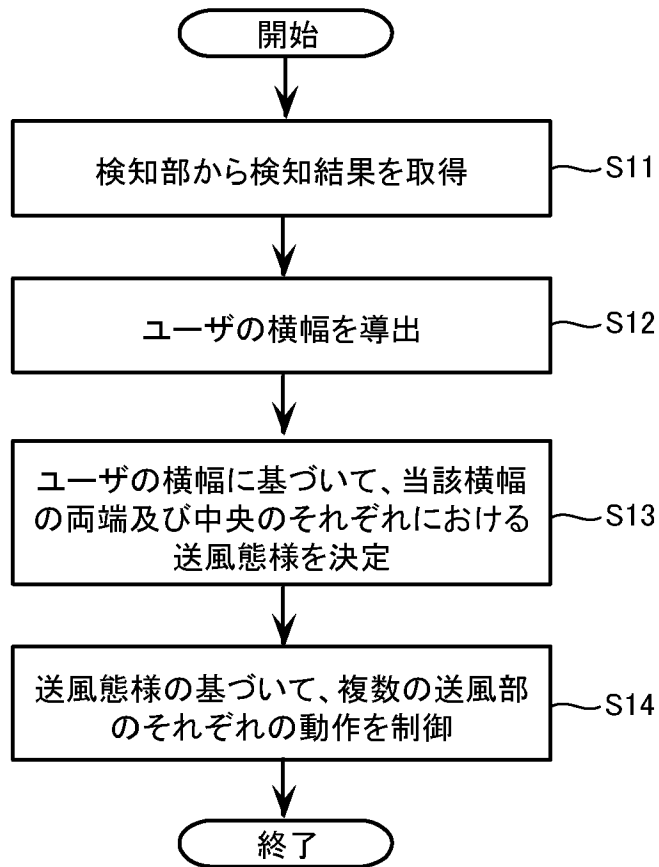 開始
検知部から検知結果を取得
S11
ユーザの横幅を導出
S12
ユーザの横幅に基づいて、当該横幅
の両端及び中央のそれぞれにおける
送風態様を決定
S13
送風態様の基づいて、複数の送風部
のそれぞれの動作を制御
S14
終了